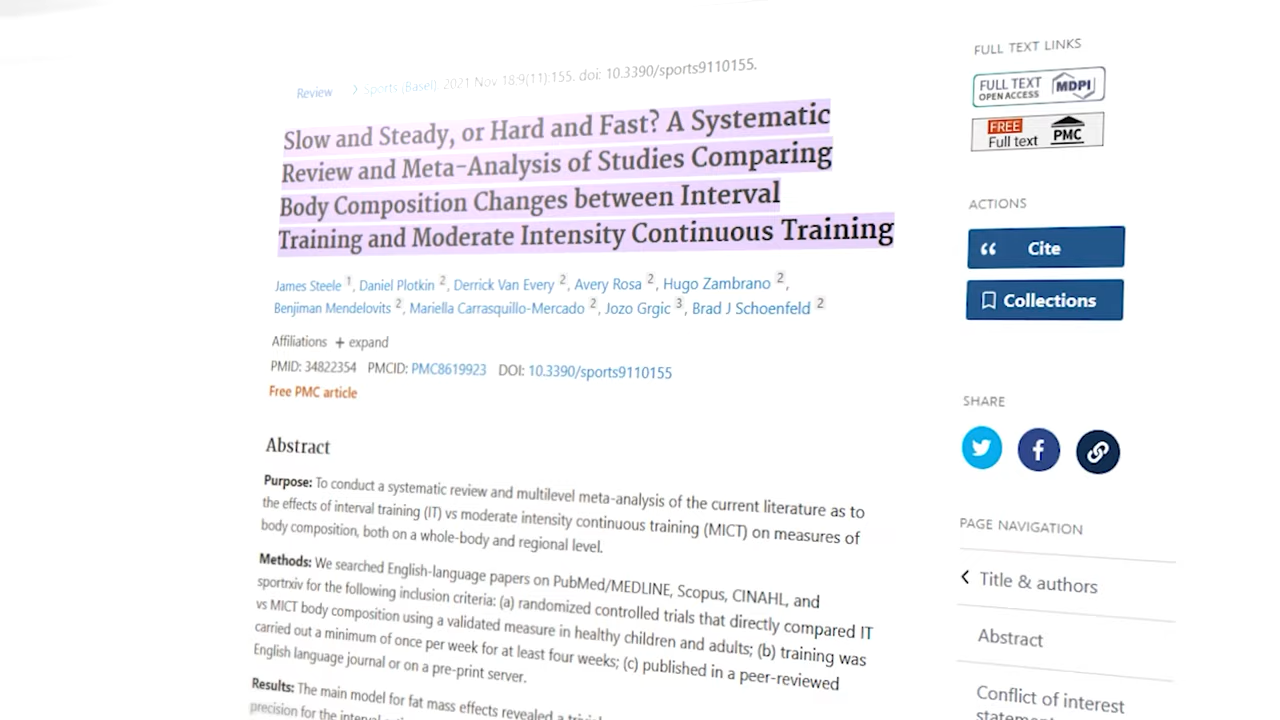 Review > Sports (Basel). 2021 Nov 18;9(11):155. doi: 10.3390/sports9110155.
Slow and Steady, or Hard and Fast? A Systematic
Review and Meta-Analysis of Studies Comparing
Body Composition Changes between Interval
Training and Moderate Intensity Continuous Training
James Steele 1, Daniel Plotkin 2, Derrick Van Every 2, Avery Rosa 2, Hugo Zambrano 2,
Benjiman Mendelovits 2, Mariella Carrasquillo-Mercado 2, Jozo Grgic 3, Brad J Schoenfeld 2
Affiliations + expand
PMID: 34822354 PMCID: PMC8619923 DOI: 10.3390/sports9110155
Free PMC article
Abstract
Purpose: To conduct a systematic review and multilevel meta-analysis of the current literature as to
the effects of interval training (IT) vs moderate intensity continuous training (MICT) on measures of
body composition, both on a whole-body and regional level.
Methods: We searched English-language papers on PubMed/MEDLINE, Scopus, CINAHL, and
sportrxiv for the following inclusion criteria: (a) randomized controlled trials that directly compared IT
vs MICT body composition using a validated measure in healthy children and adults; (b) training was
carried out a minimum of once per week for at least four weeks; (c) published in a peer-reviewed
English language journal or on a pre-print server.
Results: The main model for fat mass effects revealed a
precision for the
FULL TEXT LINKS
FULL TEXT
OPEN ACCESS
MDPI
FREE
Full text
PMC
ACTIONS
Cite
Collections
SHARE
PAGE NAVIGATION
Title & authors
Abstract
Conflict of interest